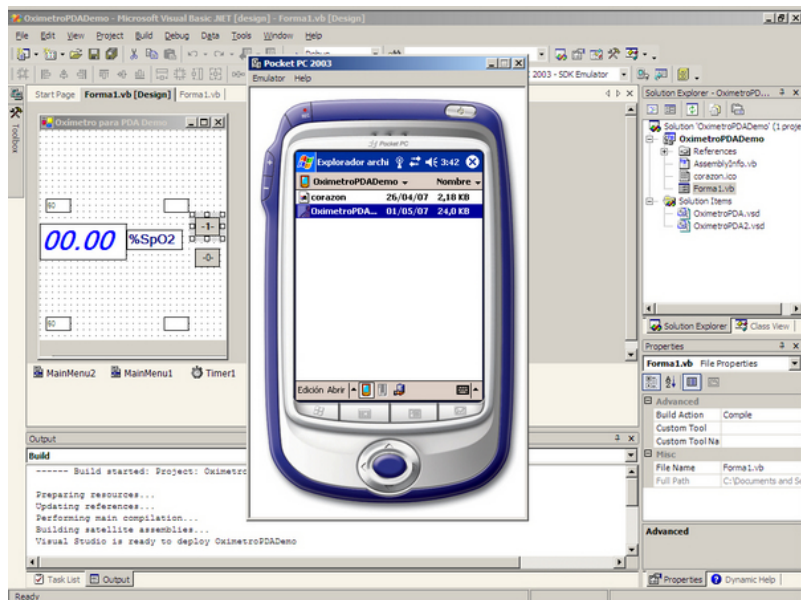 OximetroPDADemo - Microsoft Visual Basic .NET [design] - Forma1.vb [Design]
File Edit View Project Build Debug Data Tools Window Help
Pocket PC 2003
Emulator Help
2003 - SDK Emulator
Start Page Forma1.vb [Design] Forma1.vb
Toolbox
Oximetro para PDA Demo
60
00.00 %SpO2
-1-
-0-
60
MainMenu2 MainMenu1 Timer1
Pocket PC
Explorador archi 3:42
OximetroPDADemo Nombre
corazon 26/04/07 2,18 KB
OximetroPDA... 01/05/07 24,0 KB
Edición Abrir
Solution Explorer - OximetroPD...
Solution 'OximetroPDADemo' (1 proje
OximetroPDADemo
References
AssemblyInfo.vb
corazon.ico
Forma1.vb
Solution Items
OximetroPDA.vsd
OximetroPDA2.vsd
Solution Explorer Class View
Properties
Forma1.vb File Properties
Advanced
Build Action Compile
Custom Tool
Custom Tool Na
Misc
File Name Forma1.vb
Full Path C:\Documents and Se
Advanced
Properties Dynamic Help
Output
Build
------ Build started: Project: Oximetro
Preparing resources...
Updating references...
Performing main compilation...
Building satellite assemblies...
Visual Studio is ready to deploy OximetroPDADemo
Task List Output
Ready